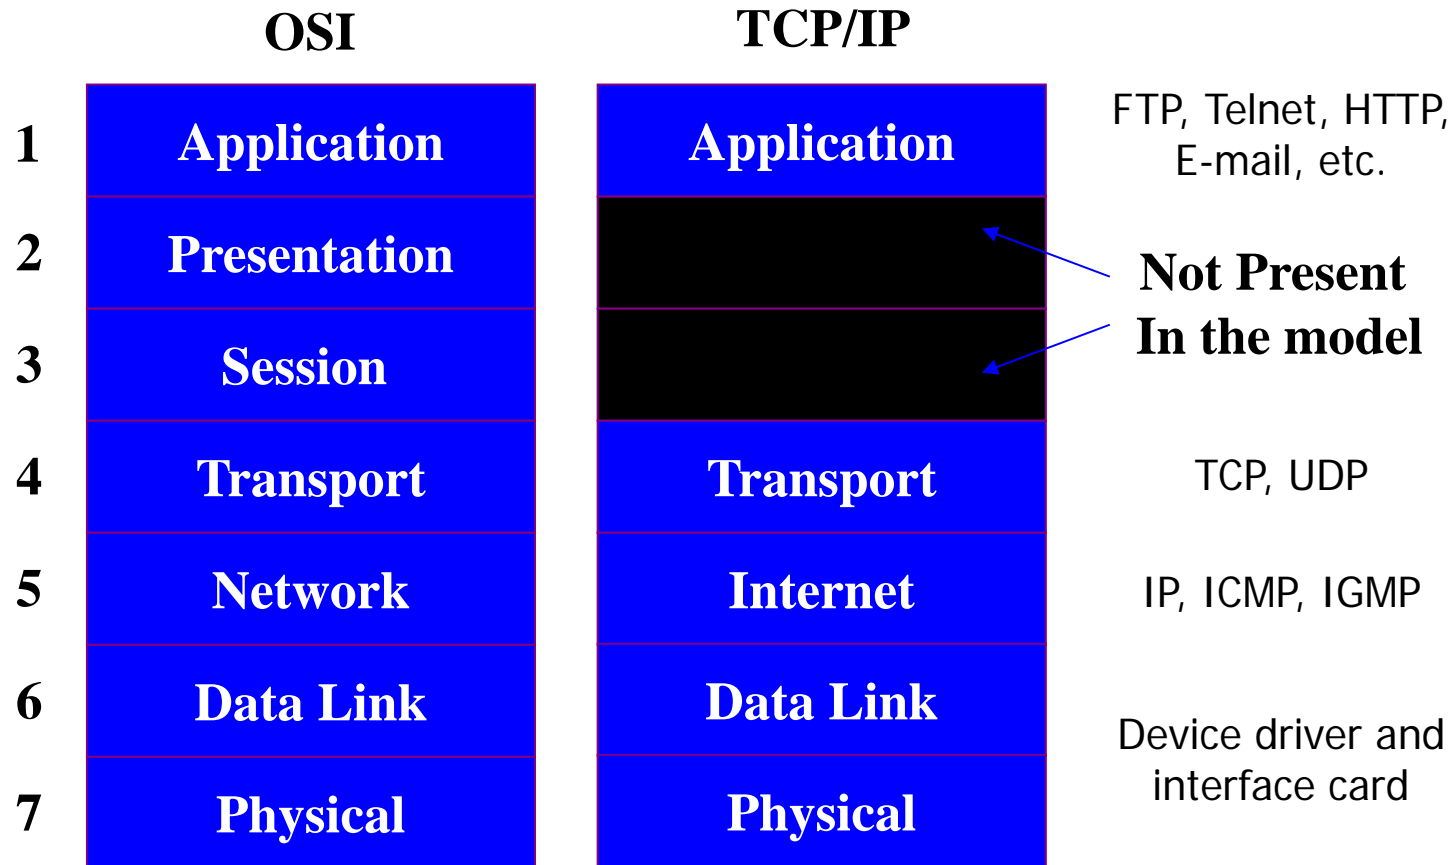 OSI
TCP/IP
1
Application
Application
FTP, Telnet, HTTP,
E-mail, etc.
2
Presentation
Not Present
In the model
3
Session
4
Transport
Transport
TCP, UDP
5
Network
Internet
IP, ICMP, IGMP
6
Data Link
Data Link
Device driver and
interface card
7
Physical
Physical